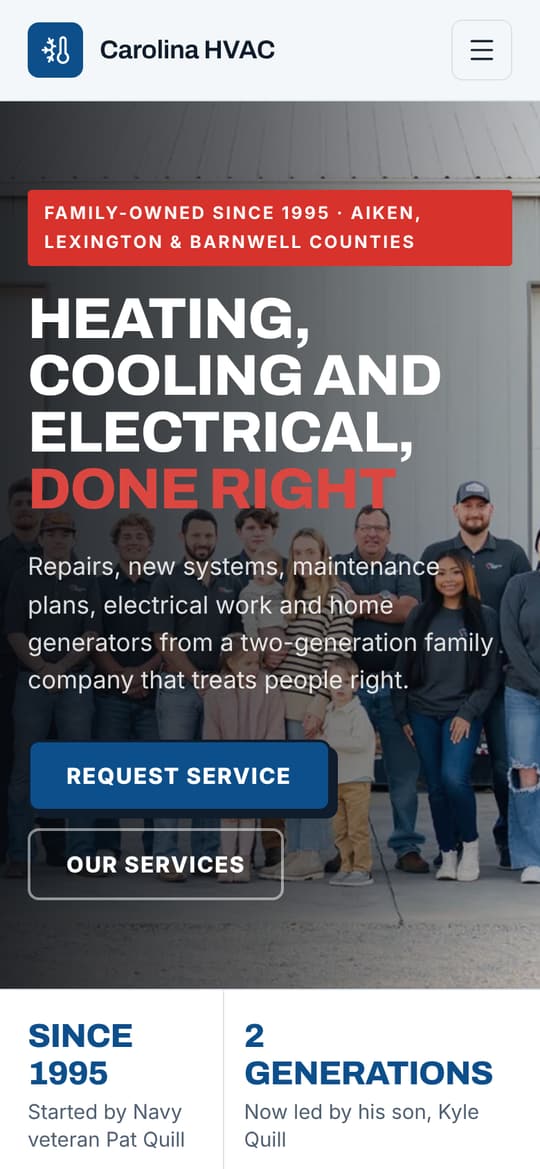 Carolina HVAC
FAMILY-OWNED SINCE 1995 · AIKEN,
LEXINGTON & BARNWELL COUNTIES
HEATING,
COOLING AND
ELECTRICAL,
DONE RIGHT
Repairs, new systems, maintenance
plans, electrical work and home
generators from a two-generation family
company that treats people right.
REQUEST SERVICE
OUR SERVICES
SINCE
1995
Started by Navy
veteran Pat Quill
2
GENERATIONS
Now led by his son, Kyle
Quill